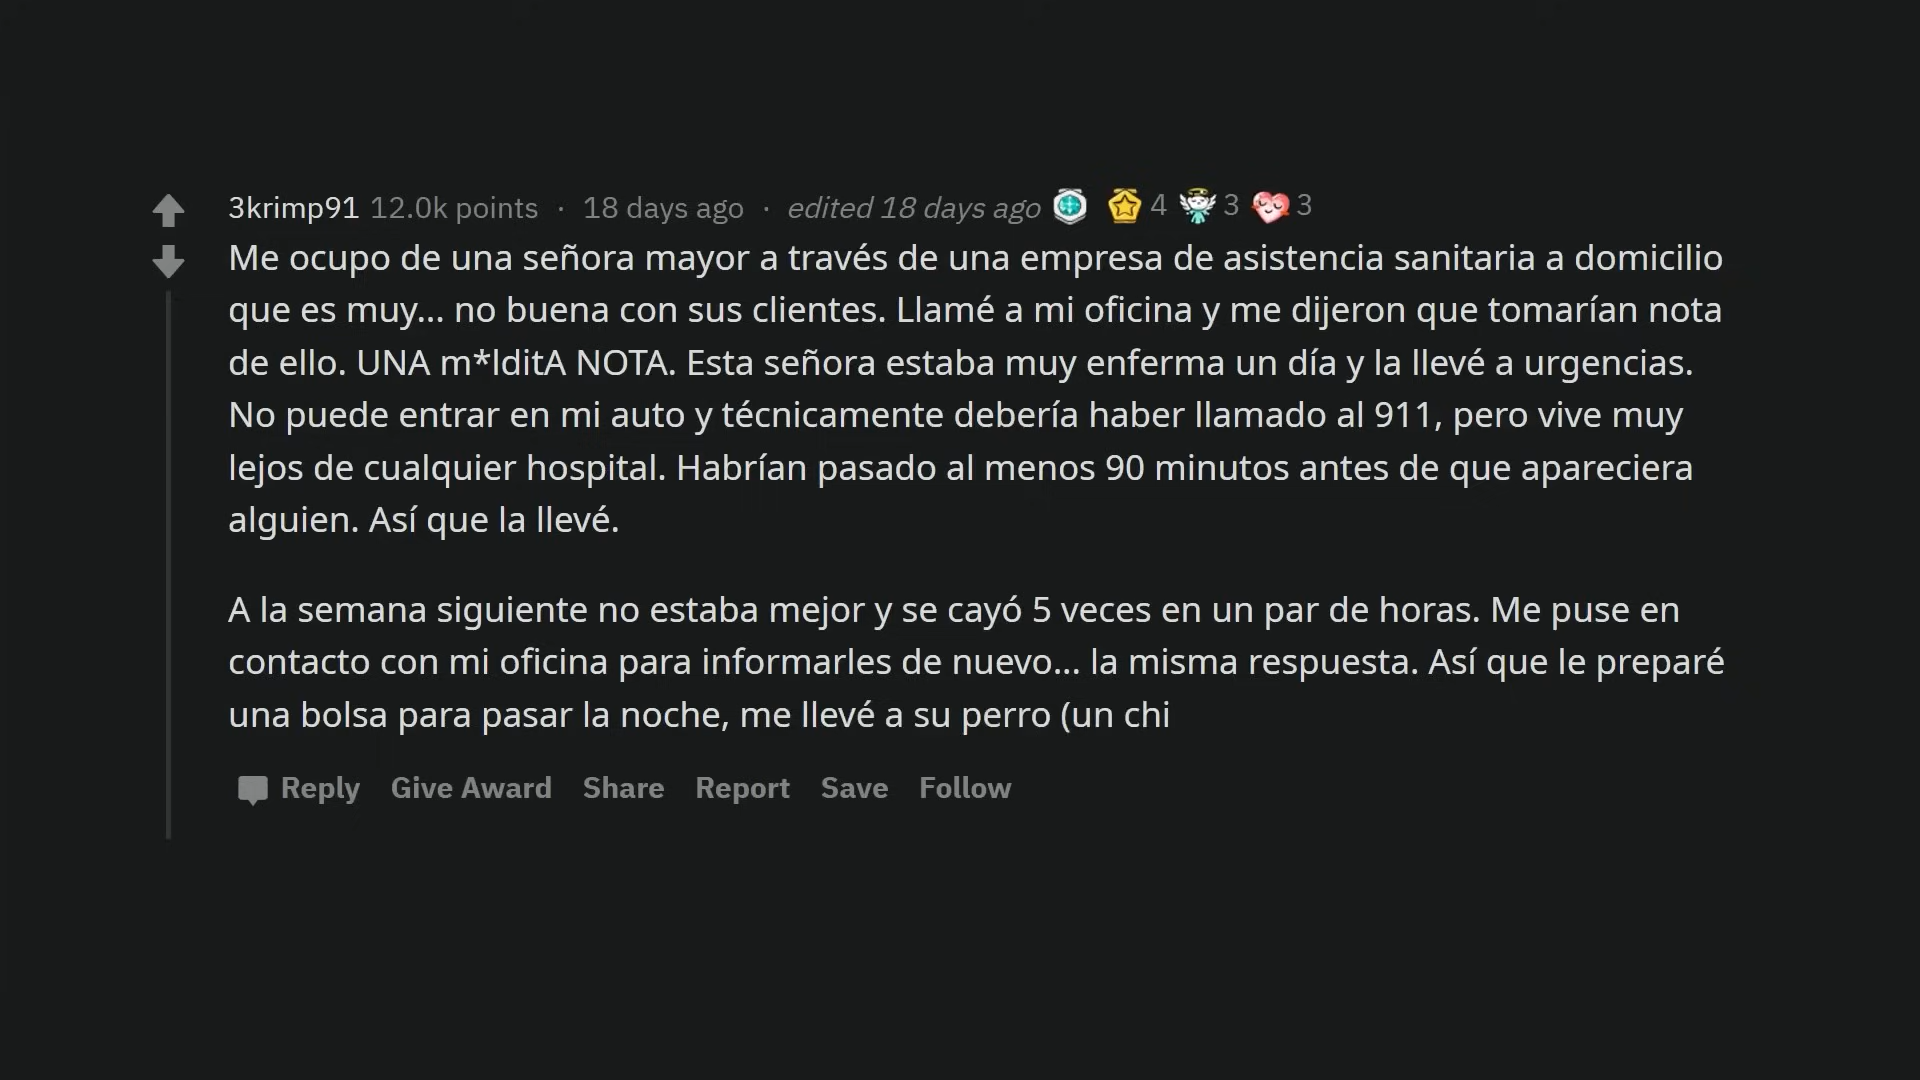 3krimp91 12.0k points · 18 days ago · edited 18 days ago 4 3 3
Me ocupo de una señora mayor a través de una empresa de asistencia sanitaria a domicilio
que es muy... no buena con sus clientes. Llamé a mi oficina y me dijeron que tomarían nota
de ello. UNA m*lditA NOTA. Esta señora estaba muy enferma un día y la llevé a urgencias.
No puede entrar en mi auto y técnicamente debería haber llamado al 911, pero vive muy
lejos de cualquier hospital. Habrían pasado al menos 90 minutos antes de que apareciera
alguien. Así que la llevé.
A la semana siguiente no estaba mejor y se cayó 5 veces en un par de horas. Me puse en
contacto con mi oficina para informarles de nuevo... la misma respuesta. Así que le preparé
una bolsa para pasar la noche, me llevé a su perro (un chi
Reply Give Award Share Report Save Follow